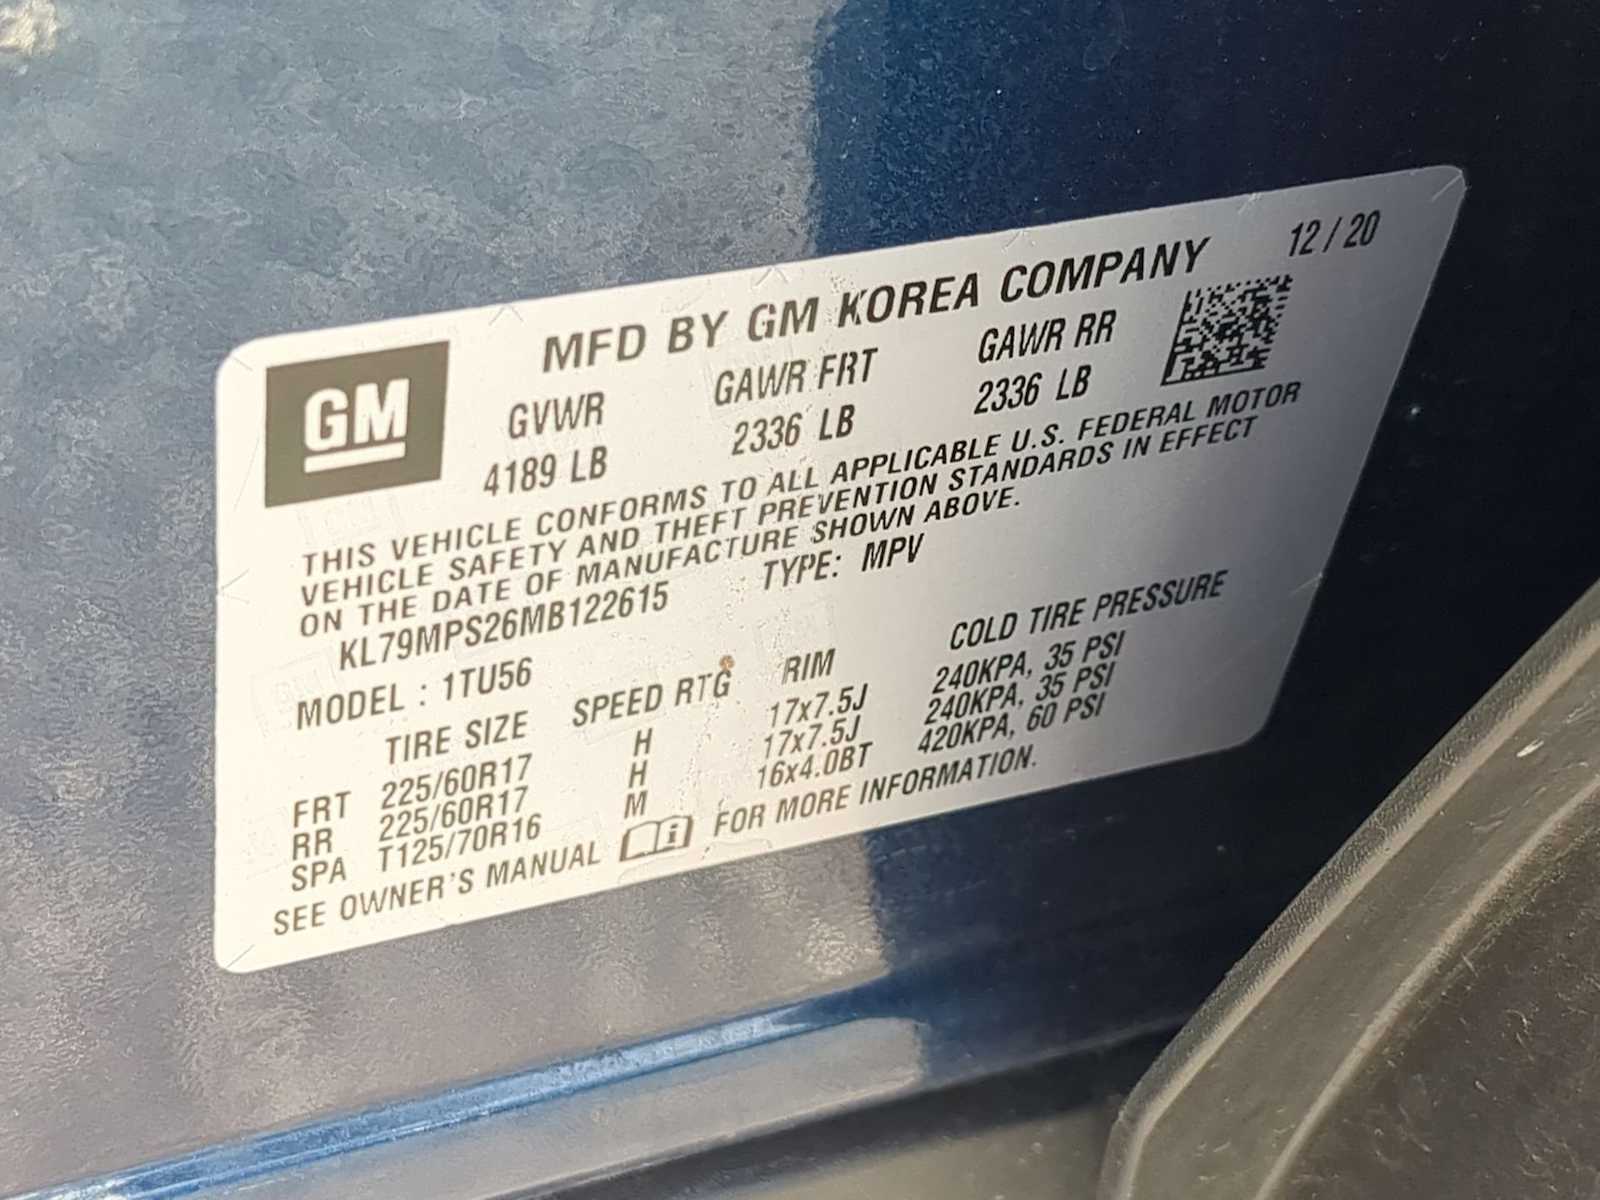 MFD BY GM KOREA COMPANY 12 / 20
GM
GVWR GAWR FRT GAWR RR
4189 LB 2336 LB 2336 LB
THIS VEHICLE CONFORMS TO ALL APPLICABLE U.S. FEDERAL MOTOR
VEHICLE SAFETY AND THEFT PREVENTION STANDARDS IN EFFECT
ON THE DATE OF MANUFACTURE SHOWN ABOVE.
KL79MPS26MB122615 TYPE: MPV
MODEL : 1TU56
TIRE SIZE SPEED RTG RIM COLD TIRE PRESSURE
FRT 225/60R17 H 17x7.5J 240KPA, 35 PSI
RR 225/60R17 H 17x7.5J 240KPA, 35 PSI
SPA T125/70R16 M 16x4.0BT 420KPA, 60 PSI
SEE OWNER'S MANUAL i FOR MORE INFORMATION.